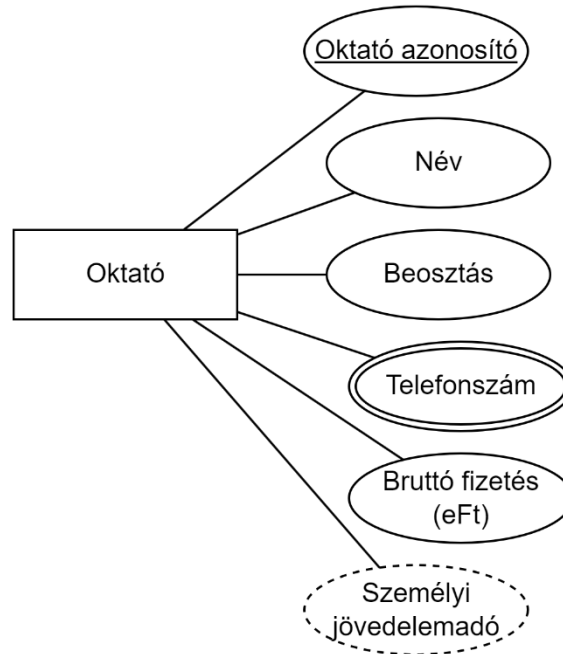 Oktató azonosító
Név
Oktató
Beosztás
Telefonszám
Bruttó fizetés
(eFt)
Személyi
jövedelemadó